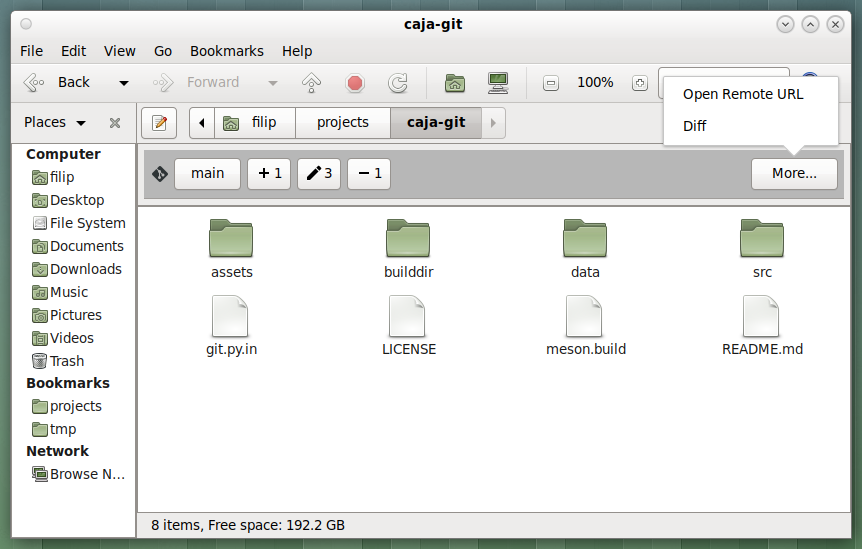 caja-git
File Edit View Go Bookmarks Help
Back Forward 100%
Open Remote URL
Diff
Places filip projects caja-git
main + 1 3 − 1 More...
Computer
filip
Desktop
File System
Documents
Downloads
Music
Pictures
Videos
Trash
Bookmarks
projects
tmp
Network
Browse N...
assets builddir data src
git.py.in LICENSE meson.build README.md
8 items, Free space: 192.2 GB